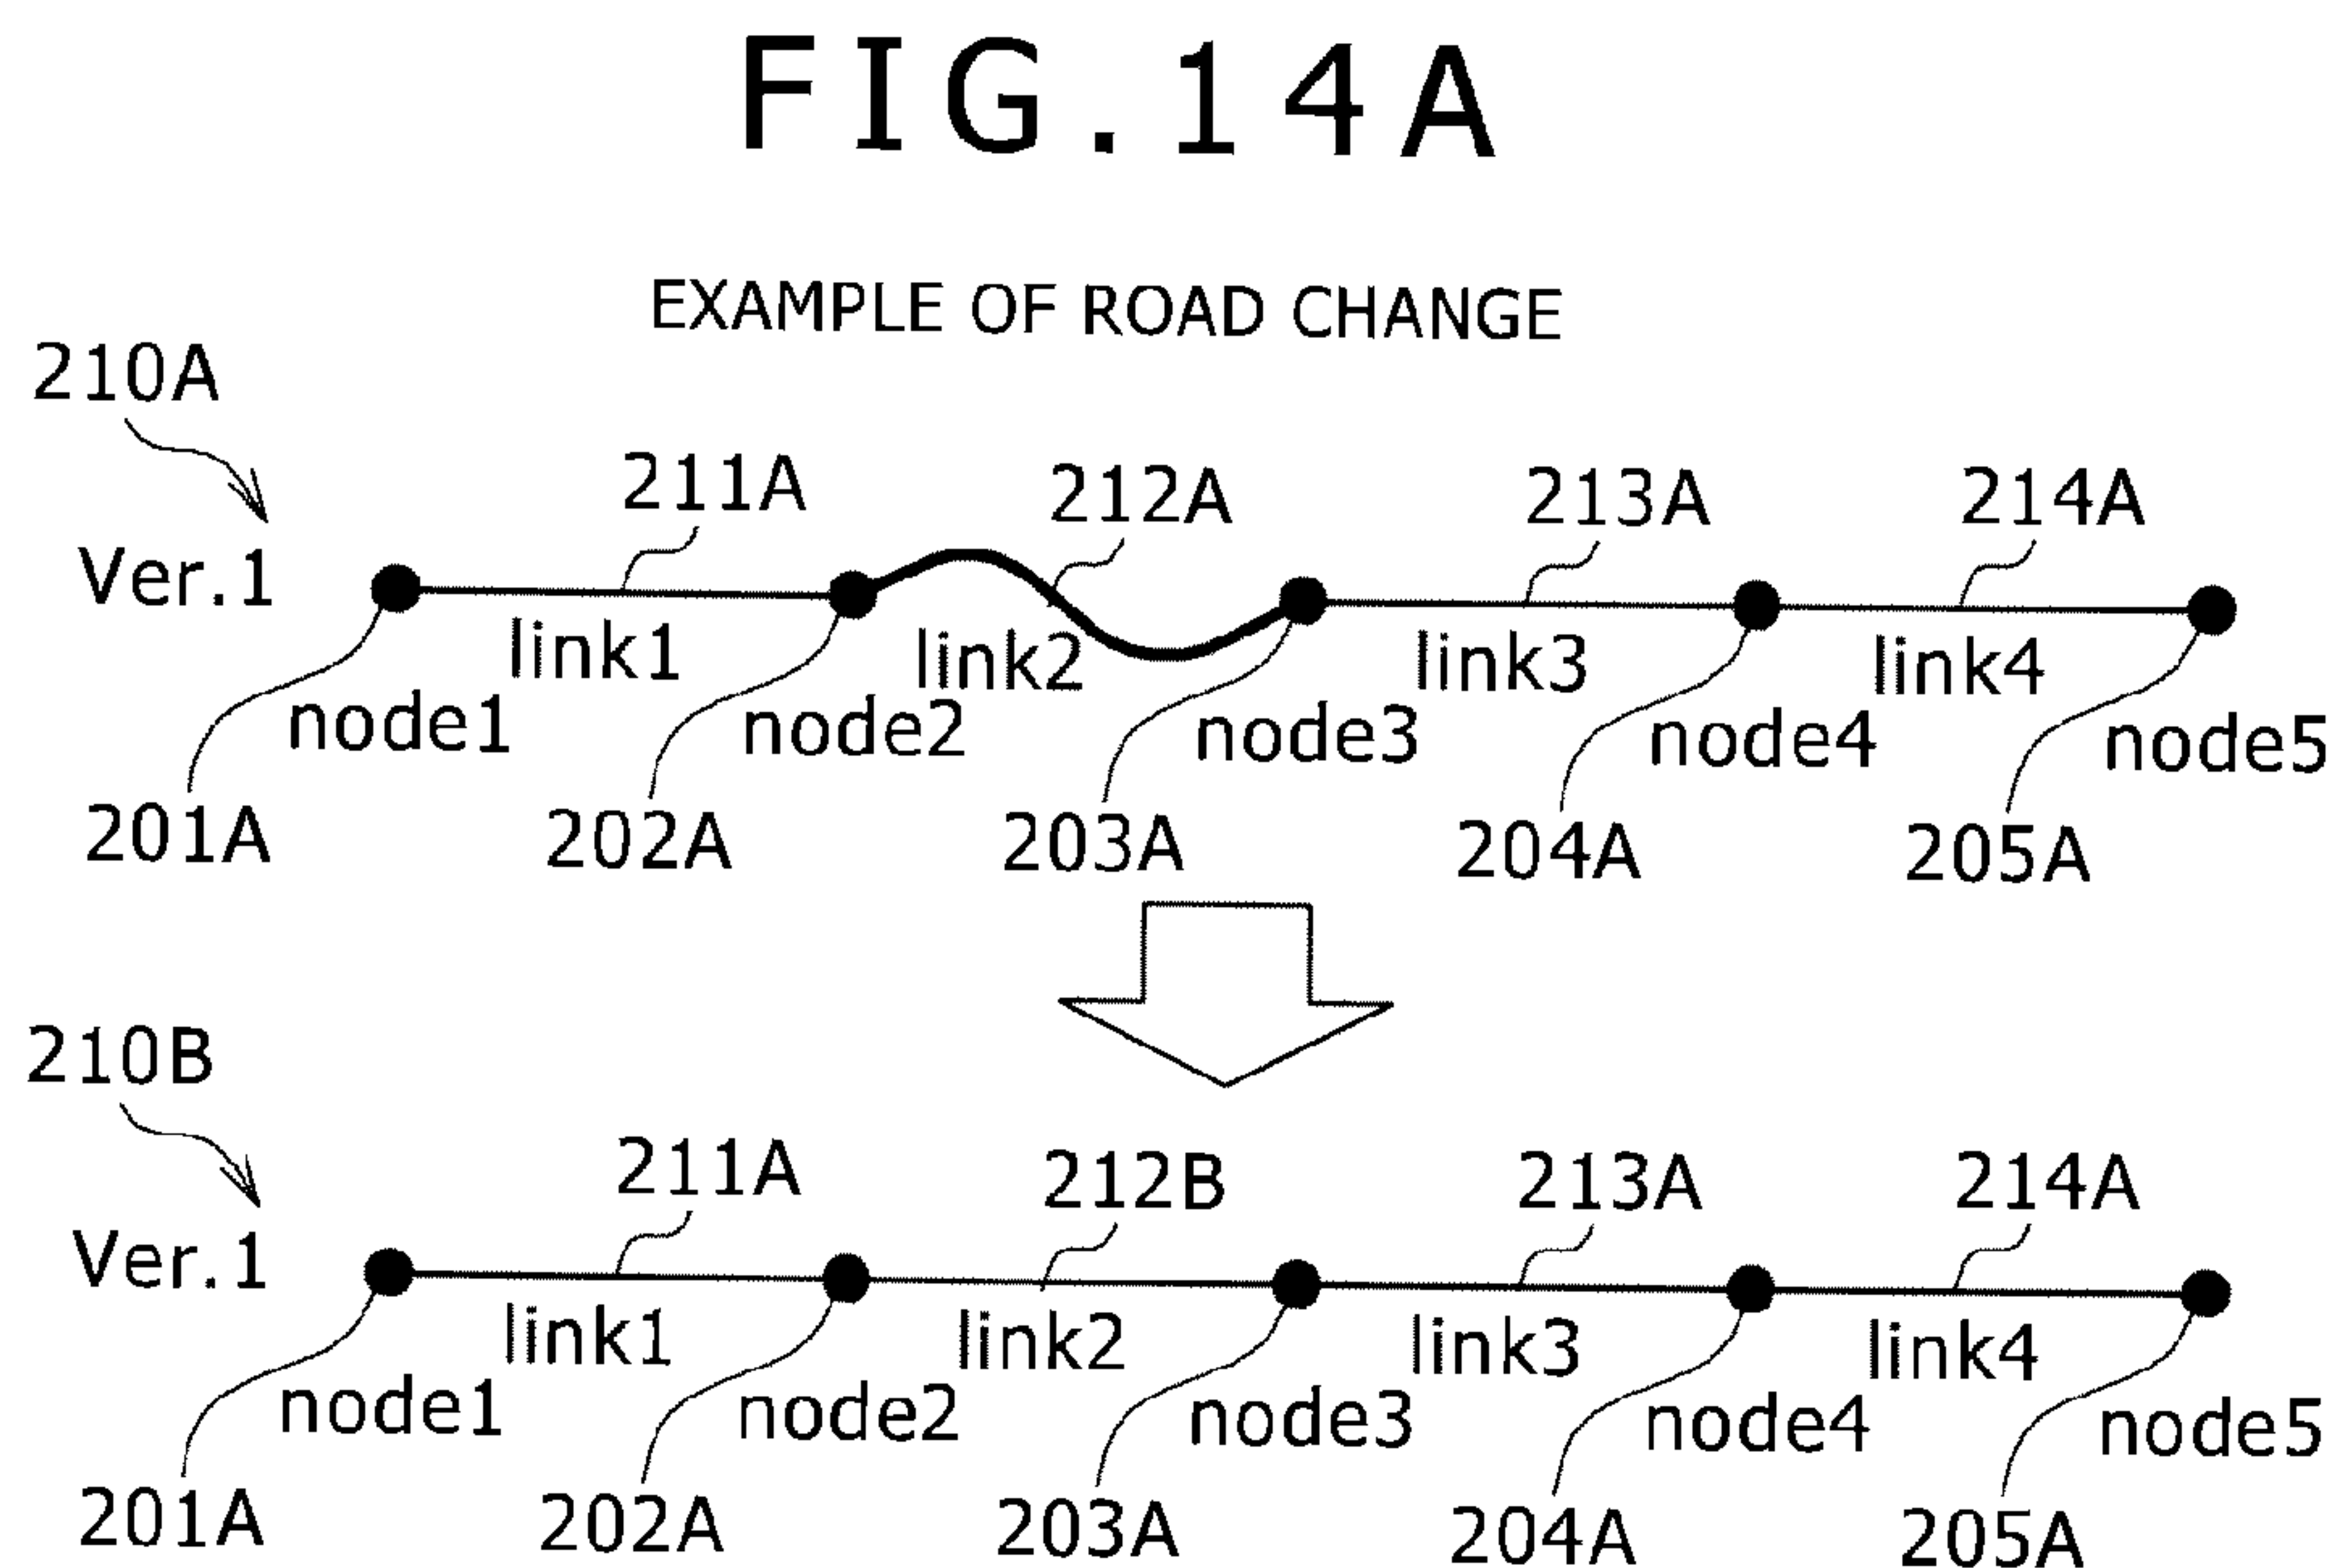 FIG.14A
EXAMPLE OF ROAD CHANGE
210A
211A 212A 213A 214A
Ver.1
link1 link2 link3 link4
node1 node2 node3 node4 node5
201A 202A 203A 204A 205A
210B
211A 212B 213A 214A
Ver.1
link1 link2 link3 link4
node1 node2 node3 node4 node5
201A 202A 203A 204A 205A